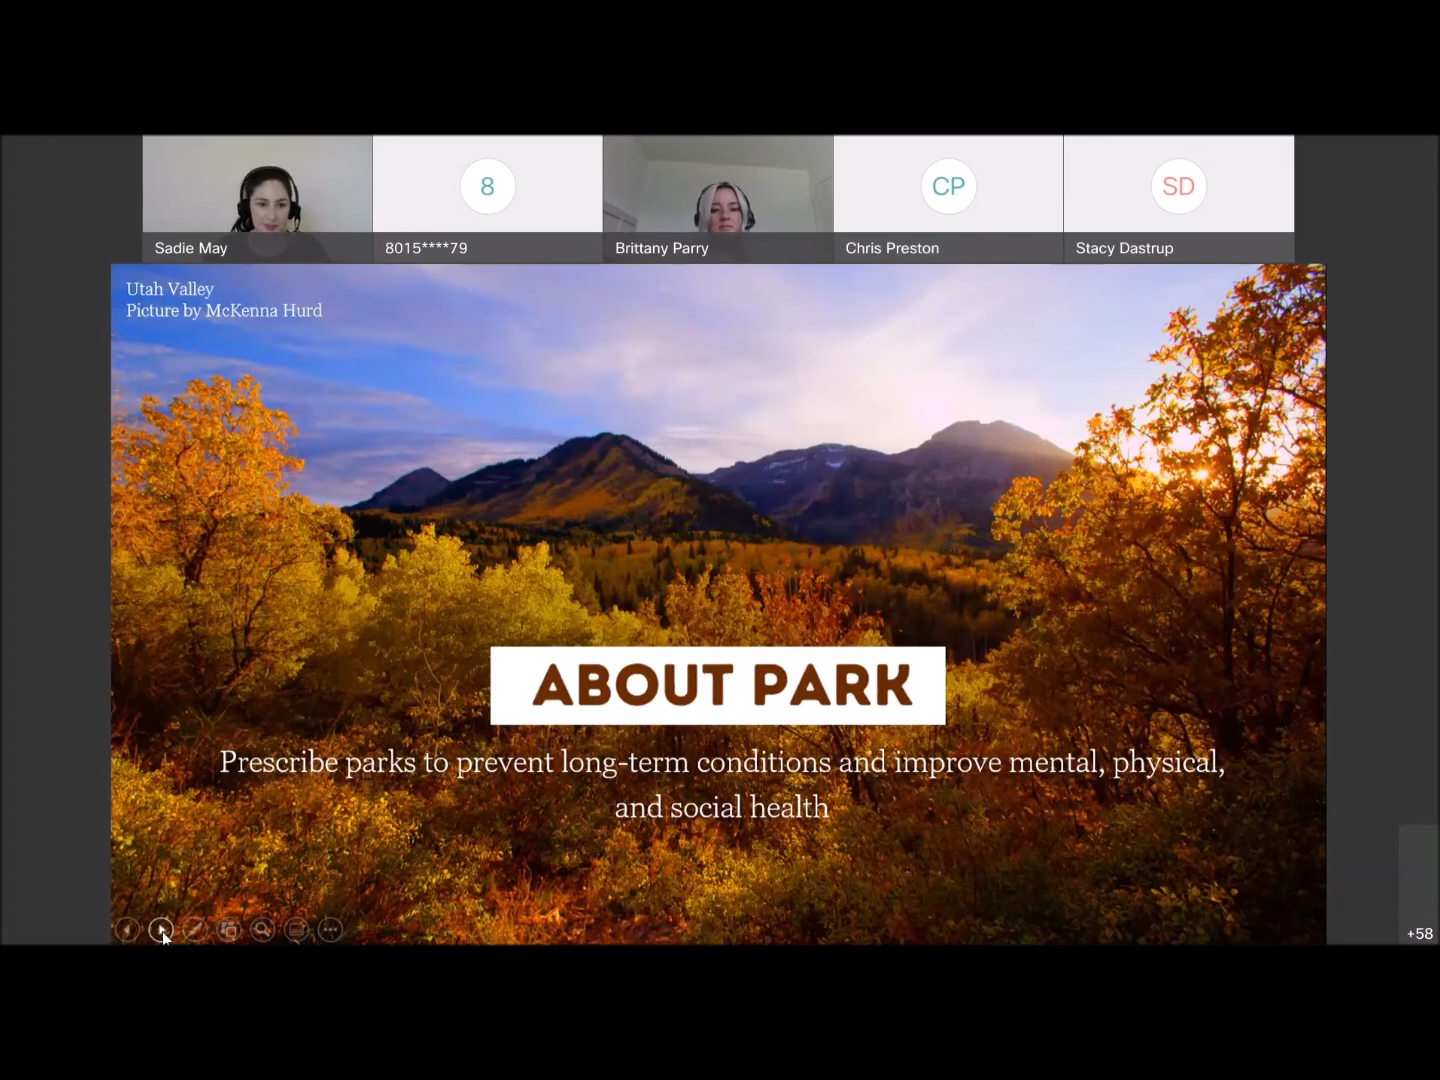 8
CP
SD
Sadie May
8015****79
Brittany Parry
Chris Preston
Stacy Dastrup
Utah Valley
Picture by McKenna Hurd
ABOUT PARK
Prescribe parks to prevent long-term conditions and improve mental, physical,
and social health
+58